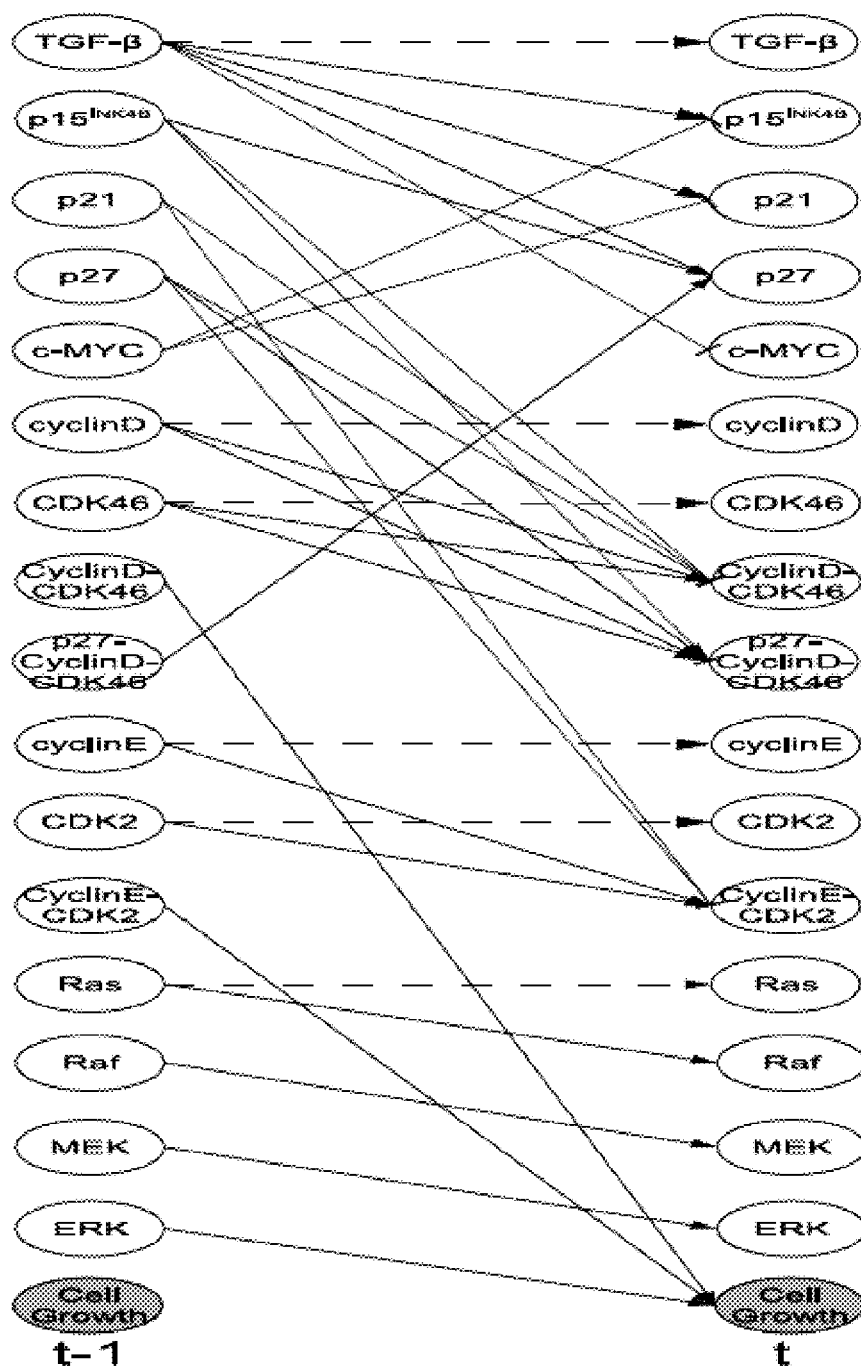 TGF-β TGF-β
p15INK4B p15INK4B
p21 p21
p27 p27
c-MYC c-MYC
cyclinD cyclinD
CDK46 CDK46
CyclinD- CyclinD-
CDK46 CDK46
p27- p27-
CyclinD- CyclinD-
CDK46 CDK46
cyclinE cyclinE
CDK2 CDK2
CyclinE- CyclinE-
CDK2 CDK2
Ras Ras
Raf Raf
MEK MEK
ERK ERK
Cell Cell
Growth Growth
t-1 t